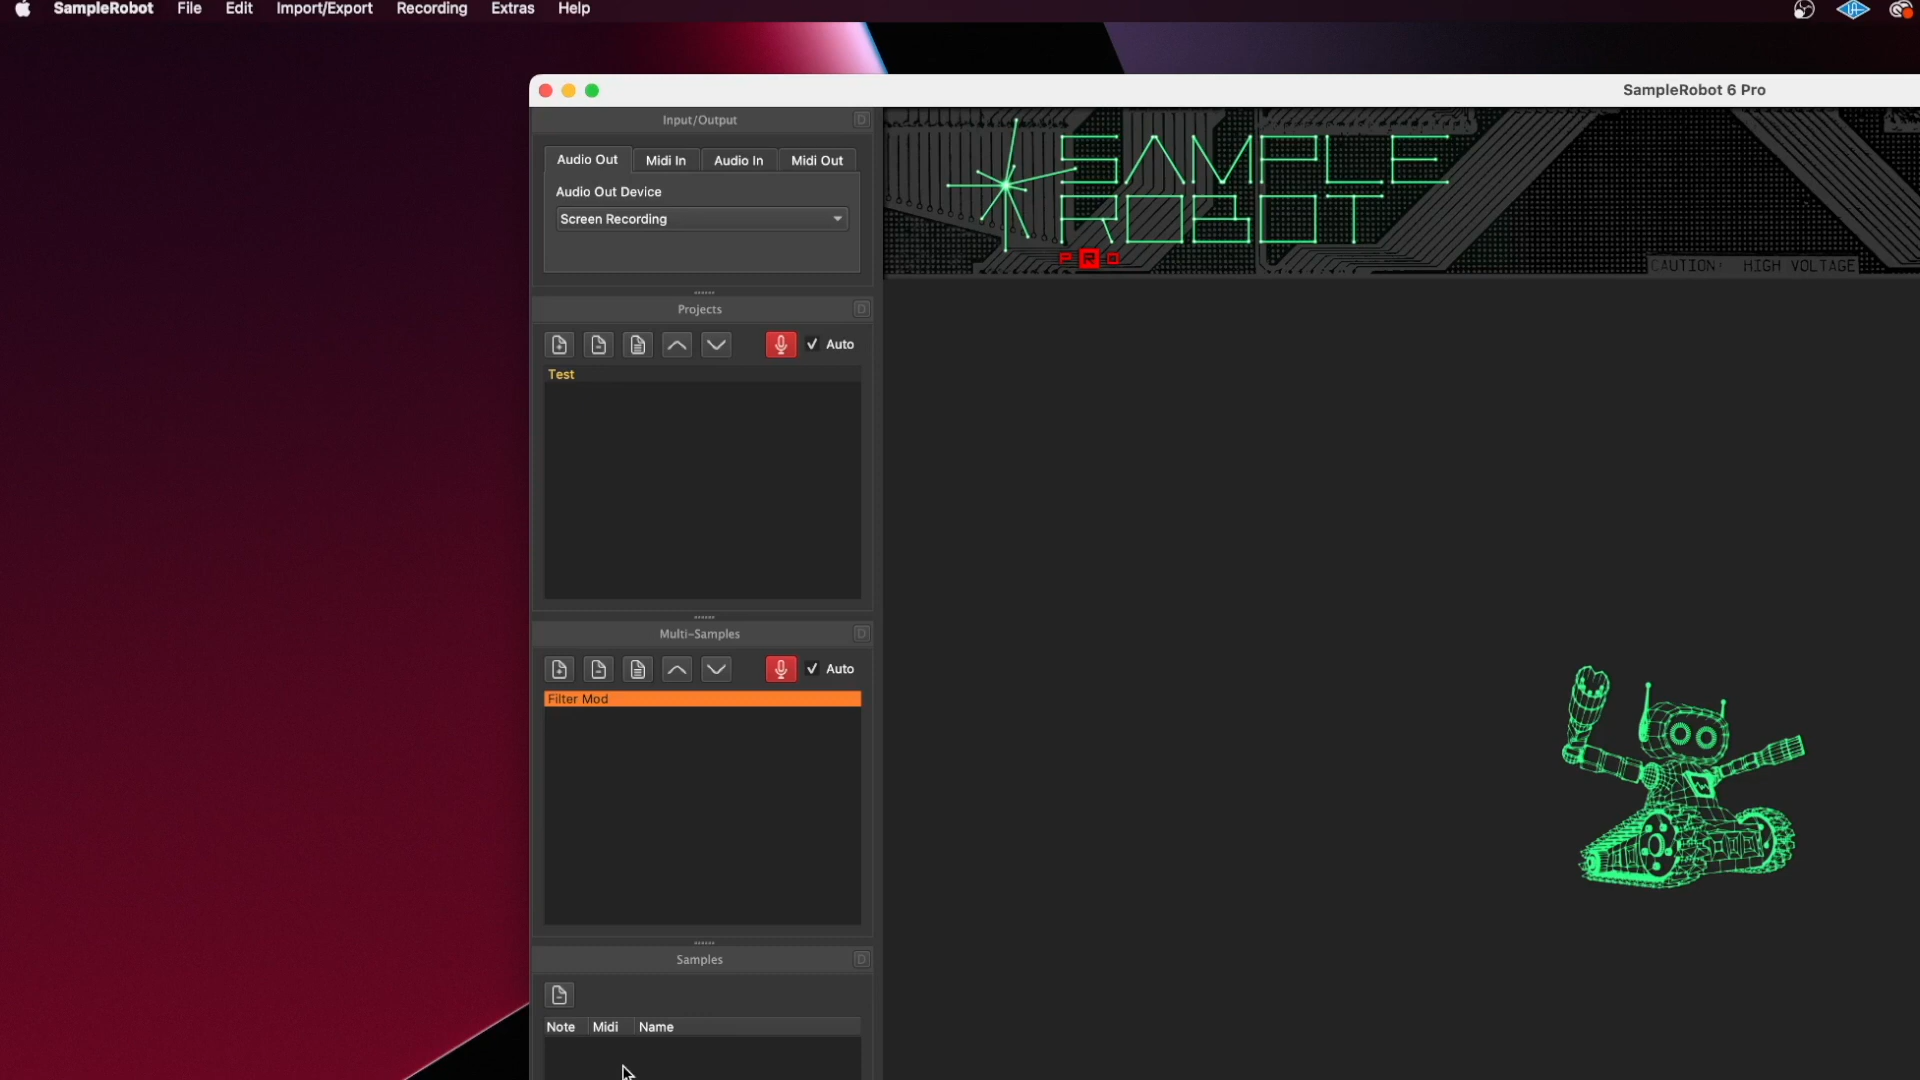 SampleRobot File Edit Import/Export Recording Extras Help
SampleRobot 6 Pro
Input/Output D
Audio Out Midi In Audio In Midi Out
Audio Out Device
Screen Recording
SAMPLE
ROBOT
PRO
CAUTION: HIGH VOLTAGE
Projects D
Auto
Test
Multi-Samples D
Auto
Filter Mod
Samples D
Note Midi Name